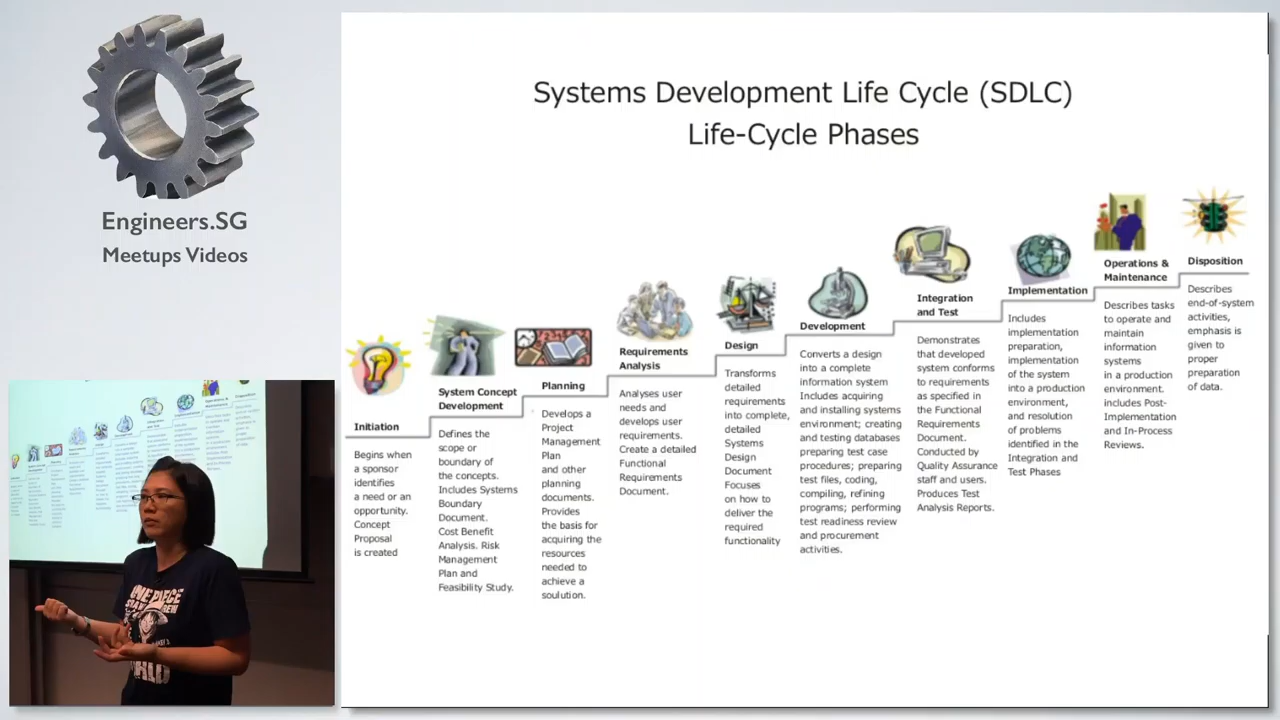 Engineers.SG
Meetups Videos
Systems Development Life Cycle (SDLC)
Life-Cycle Phases
Initiation
Begins when
a sponsor
identifies
a need or an
opportunity.
Concept
Proposal
is created
System Concept
Development
Defines the
scope or
boundary of
the concepts.
Includes Systems
Boundary
Document.
Cost Benefit
Analysis. Risk
Management
Plan and
Feasibility Study.
Planning
Develops a
Project
Management
Plan
and other
planning
documents.
Provides
the basis for
acquiring the
resources
needed to
achieve a
soulution.
Requirements
Analysis
Analyses user
needs and
develops user
requirements.
Create a detailed
Functional
Requirements
Document.
Design
Transforms
detailed
requirements
into complete,
detailed
Systems
Design
Document
Focuses
on how to
deliver the
required
functionality
Development
Converts a design
into a complete
information system
Includes acquiring
and installing systems
environment; creating
and testing databases
preparing test case
procedures; preparing
test files, coding,
compiling, refining
programs; performing
test readiness review
and procurement
activities.
Integration
and Test
Demonstrates
that developed
system conforms
to requirements
as specified in
the Functional
Requirements
Document.
Conducted by
Quality Assurance
staff and users.
Produces Test
Analysis Reports.
Implementation
Includes
implementation
preparation,
implementation
of the system
into a production
environment,
and resolution
of problems
identified in the
Integration and
Test Phases
Operations &
Maintenance
Describes tasks
to operate and
maintain
information
systems
in a production
environment.
includes Post-
Implementation
and In-Process
Reviews.
Disposition
Describes
end-of-system
activities,
emphasis is
given to
proper
preparation
of data.